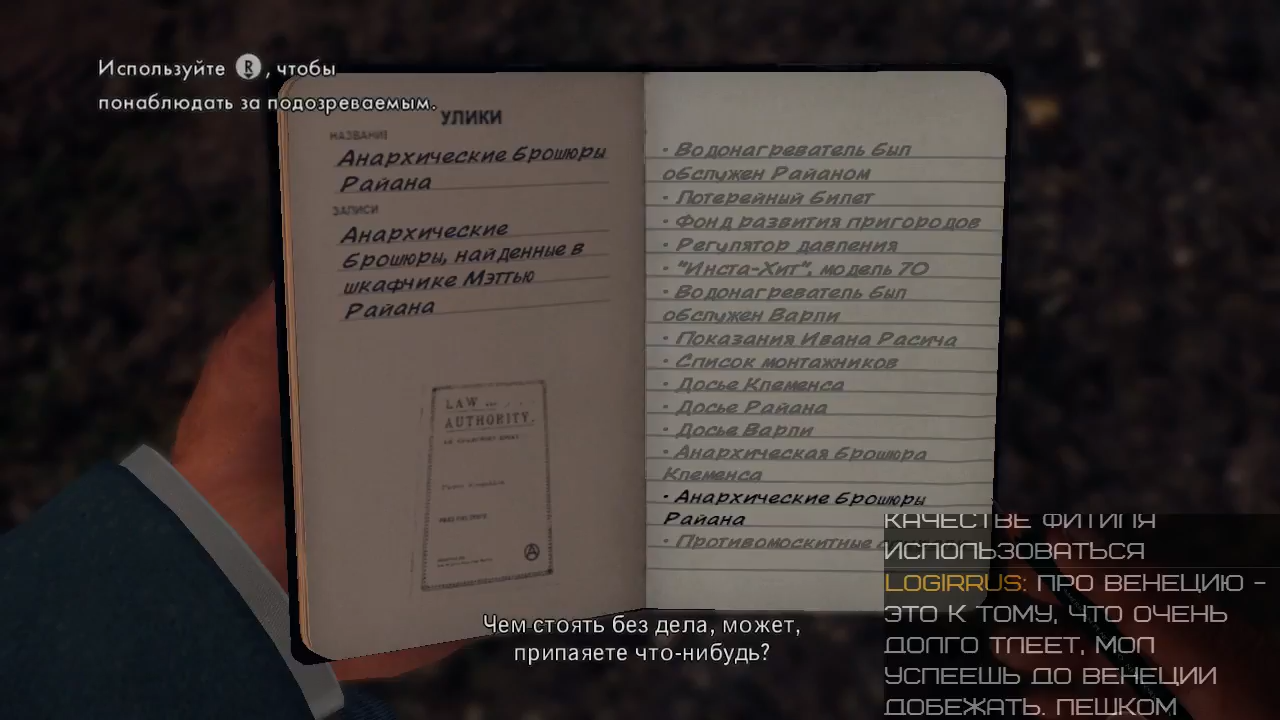 Используйте R, чтобы
понаблюдать за подозреваемым.
УЛИКИ
НАЗВАНИЕ
Анархические брошюры
Райана
ЗАПИСИ
Анархические
брошюры, найденные в
шкафчике Мэттью
Райана
LAW
AUTHORITY.
· Водонагреватель был
обслужен Райаном
· Лотерейный билет
· Фонд развития пригородов
· Регулятор давления
· "Инста-Хит", модель 70
· Водонагреватель был
обслужен Варли
· Показания Ивана Расича
· Список монтажников
· Досье Клеменса
· Досье Райана
· Досье Варли
· Анархическая брошюра
Клеменса
· Анархические брошюры
Райана
· Противомоскитные
Чем стоять без дела, может,
припаяете что-нибудь?
КАЧЕСТВЕ ФИТИЛЯ
ИСПОЛЬЗОВАТЬСЯ
LOGIRRUS: ПРО ВЕНЕЦИЮ -
ЭТО К ТОМУ, ЧТО ОЧЕНЬ
ДОЛГО ТЛЕЕТ, МОЛ
УСПЕЕШЬ ДО ВЕНЕЦИИ
ДОБЕЖАТЬ. ПЕШКОМ